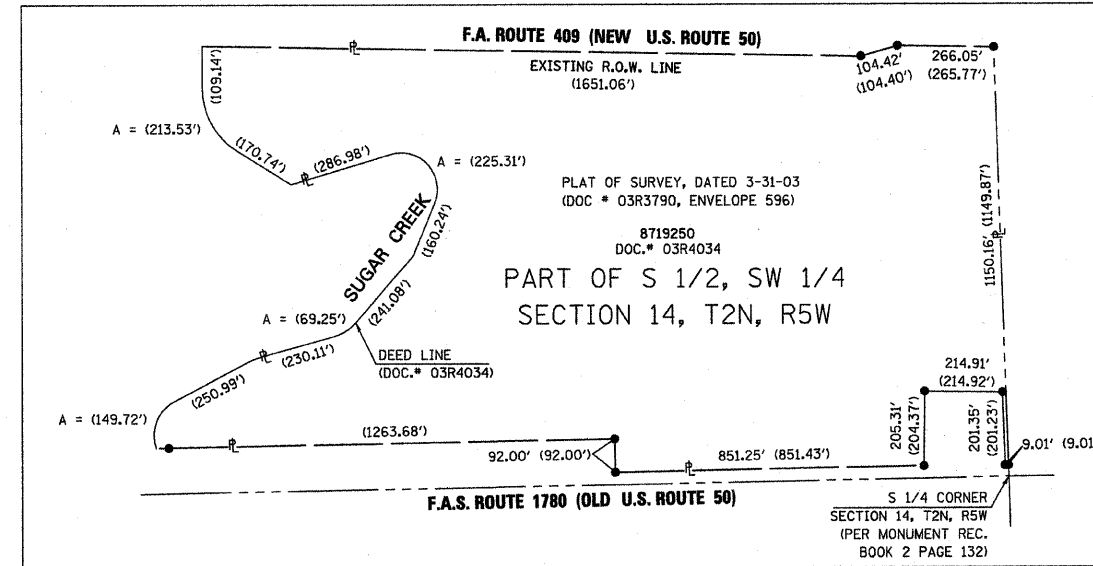 F.A. ROUTE 409 (NEW U.S. ROUTE 50)
EXISTING R.O.W. LINE
(1651.06')
104.42'
(104.40')
266.05'
(265.77')
(109.14')
A = (213.53')
(170.74')
(286.98')
A = (225.31')
PLAT OF SURVEY, DATED 3-31-03
(DOC # 03R3790, ENVELOPE 596)
8719250
DOC.# 03R4034
PART OF S 1/2, SW 1/4
SECTION 14, T2N, R5W
1150.16' (1149.87')
SUGAR CREEK
(160.24')
(241.08')
A = (69.25')
(230.11')
DEED LINE
(DOC.# 03R4034)
(250.99')
A = (149.72')
(1263.68')
92.00' (92.00')
851.25' (851.43')
214.91'
(214.92')
205.31'
(204.37')
201.35'
(201.23')
9.01' (9.01
F.A.S. ROUTE 1780 (OLD U.S. ROUTE 50)
S 1/4 CORNER
SECTION 14, T2N, R5W
(PER MONUMENT REC.
BOOK 2 PAGE 132)